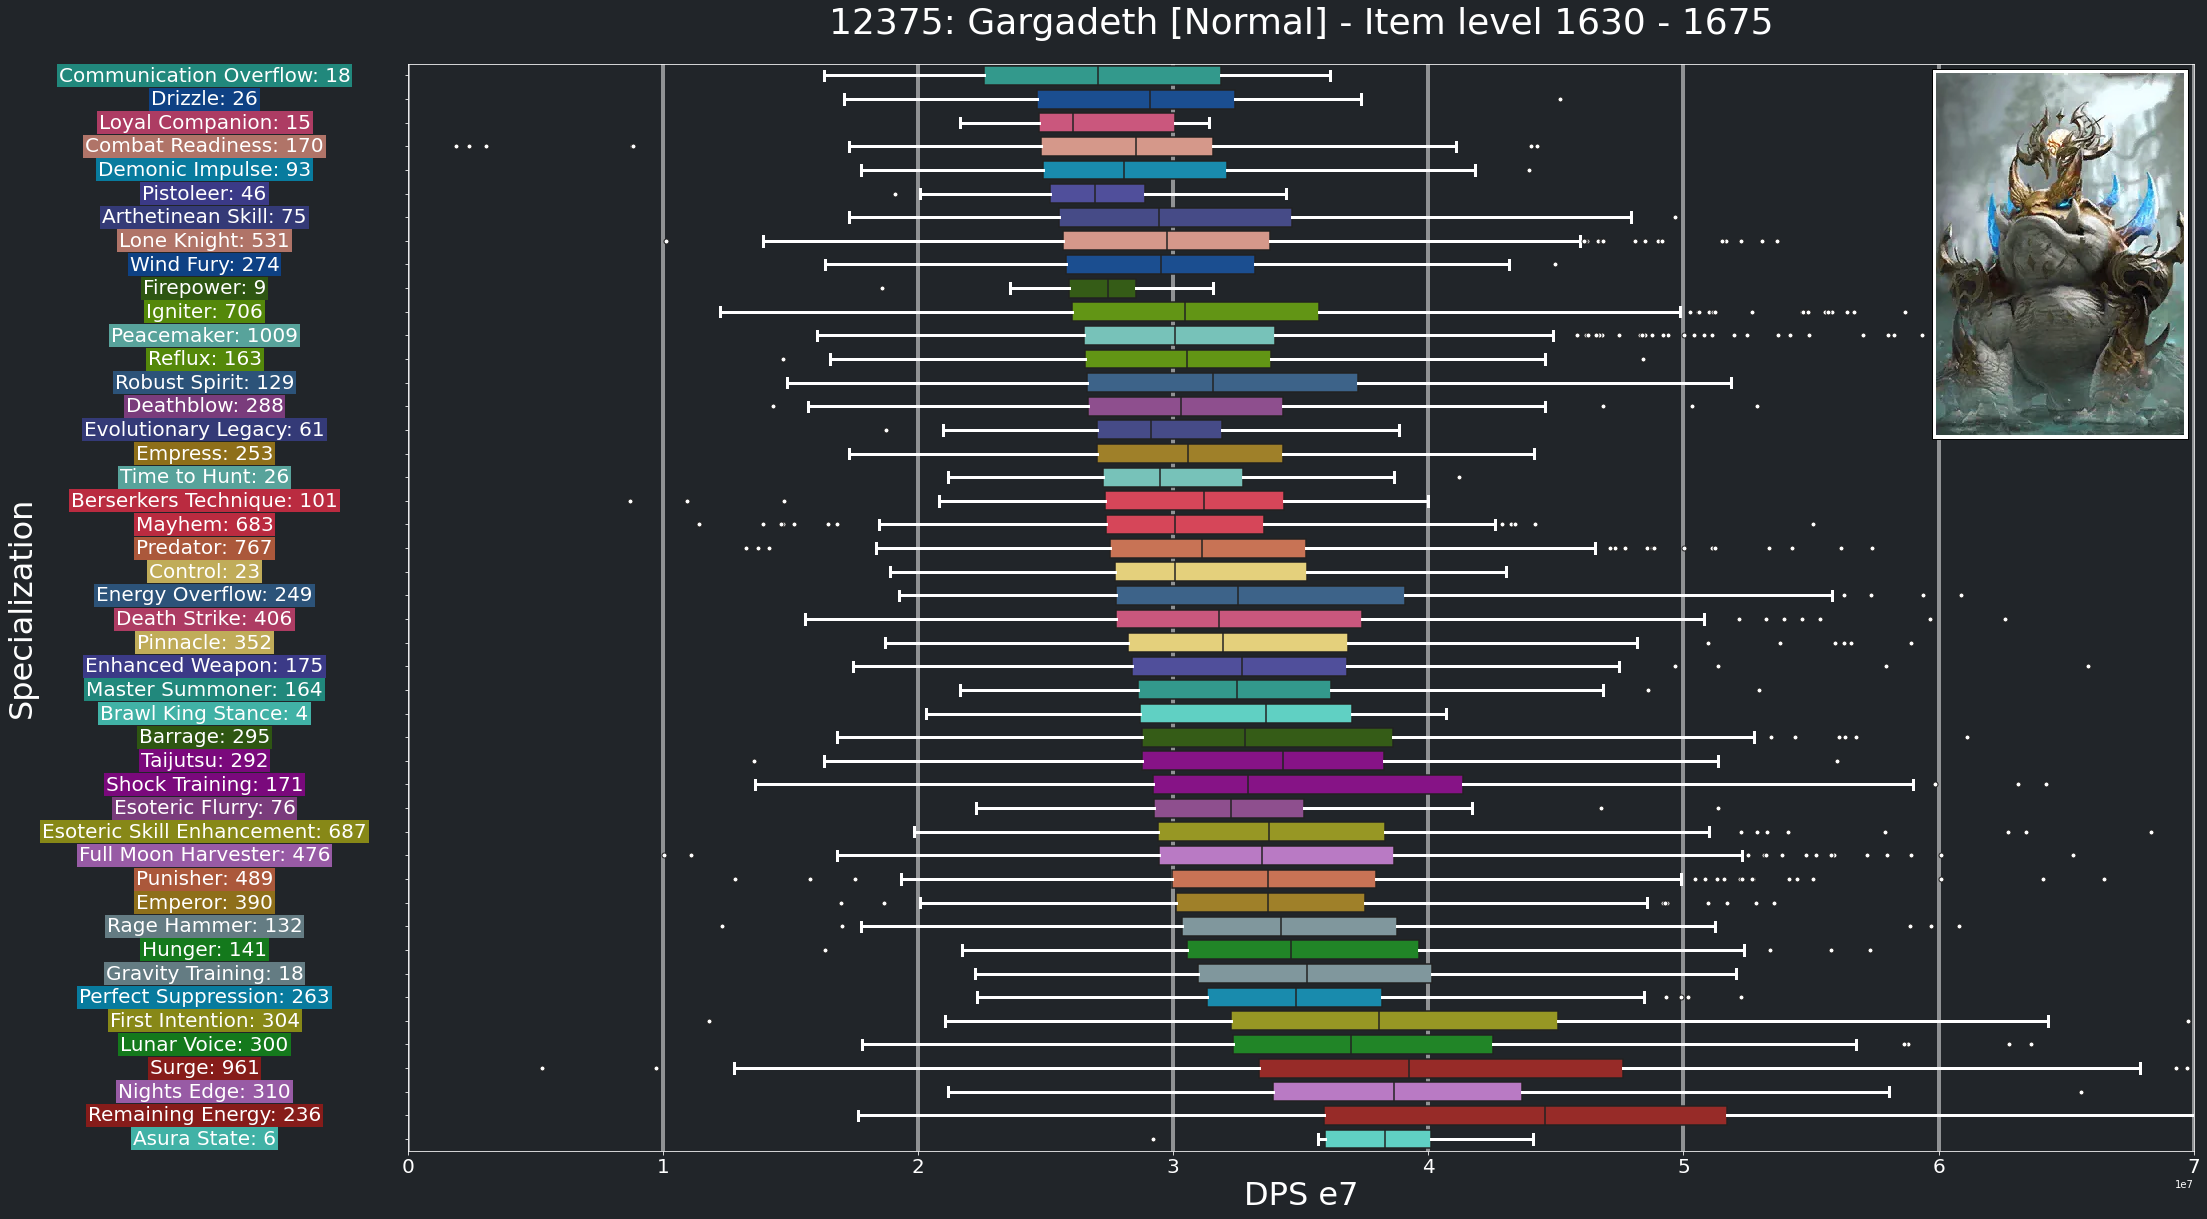 12375: Gargadeth [Normal] - Item level 1630 - 1675
Specialization
Communication Overflow: 18
Drizzle: 26
Loyal Companion: 15
Combat Readiness: 170
Demonic Impulse: 93
Pistoleer: 46
Arthetinean Skill: 75
Lone Knight: 531
Wind Fury: 274
Firepower: 9
Igniter: 706
Peacemaker: 1009
Reflux: 163
Robust Spirit: 129
Deathblow: 288
Evolutionary Legacy: 61
Empress: 253
Time to Hunt: 26
Berserkers Technique: 101
Mayhem: 683
Predator: 767
Control: 23
Energy Overflow: 249
Death Strike: 406
Pinnacle: 352
Enhanced Weapon: 175
Master Summoner: 164
Brawl King Stance: 4
Barrage: 295
Taijutsu: 292
Shock Training: 171
Esoteric Flurry: 76
Esoteric Skill Enhancement: 687
Full Moon Harvester: 476
Punisher: 489
Emperor: 390
Rage Hammer: 132
Hunger: 141
Gravity Training: 18
Perfect Suppression: 263
First Intention: 304
Lunar Voice: 300
Surge: 961
Nights Edge: 310
Remaining Energy: 236
Asura State: 6
0 1 2 3 4 5 6 7
1e7
DPS e7